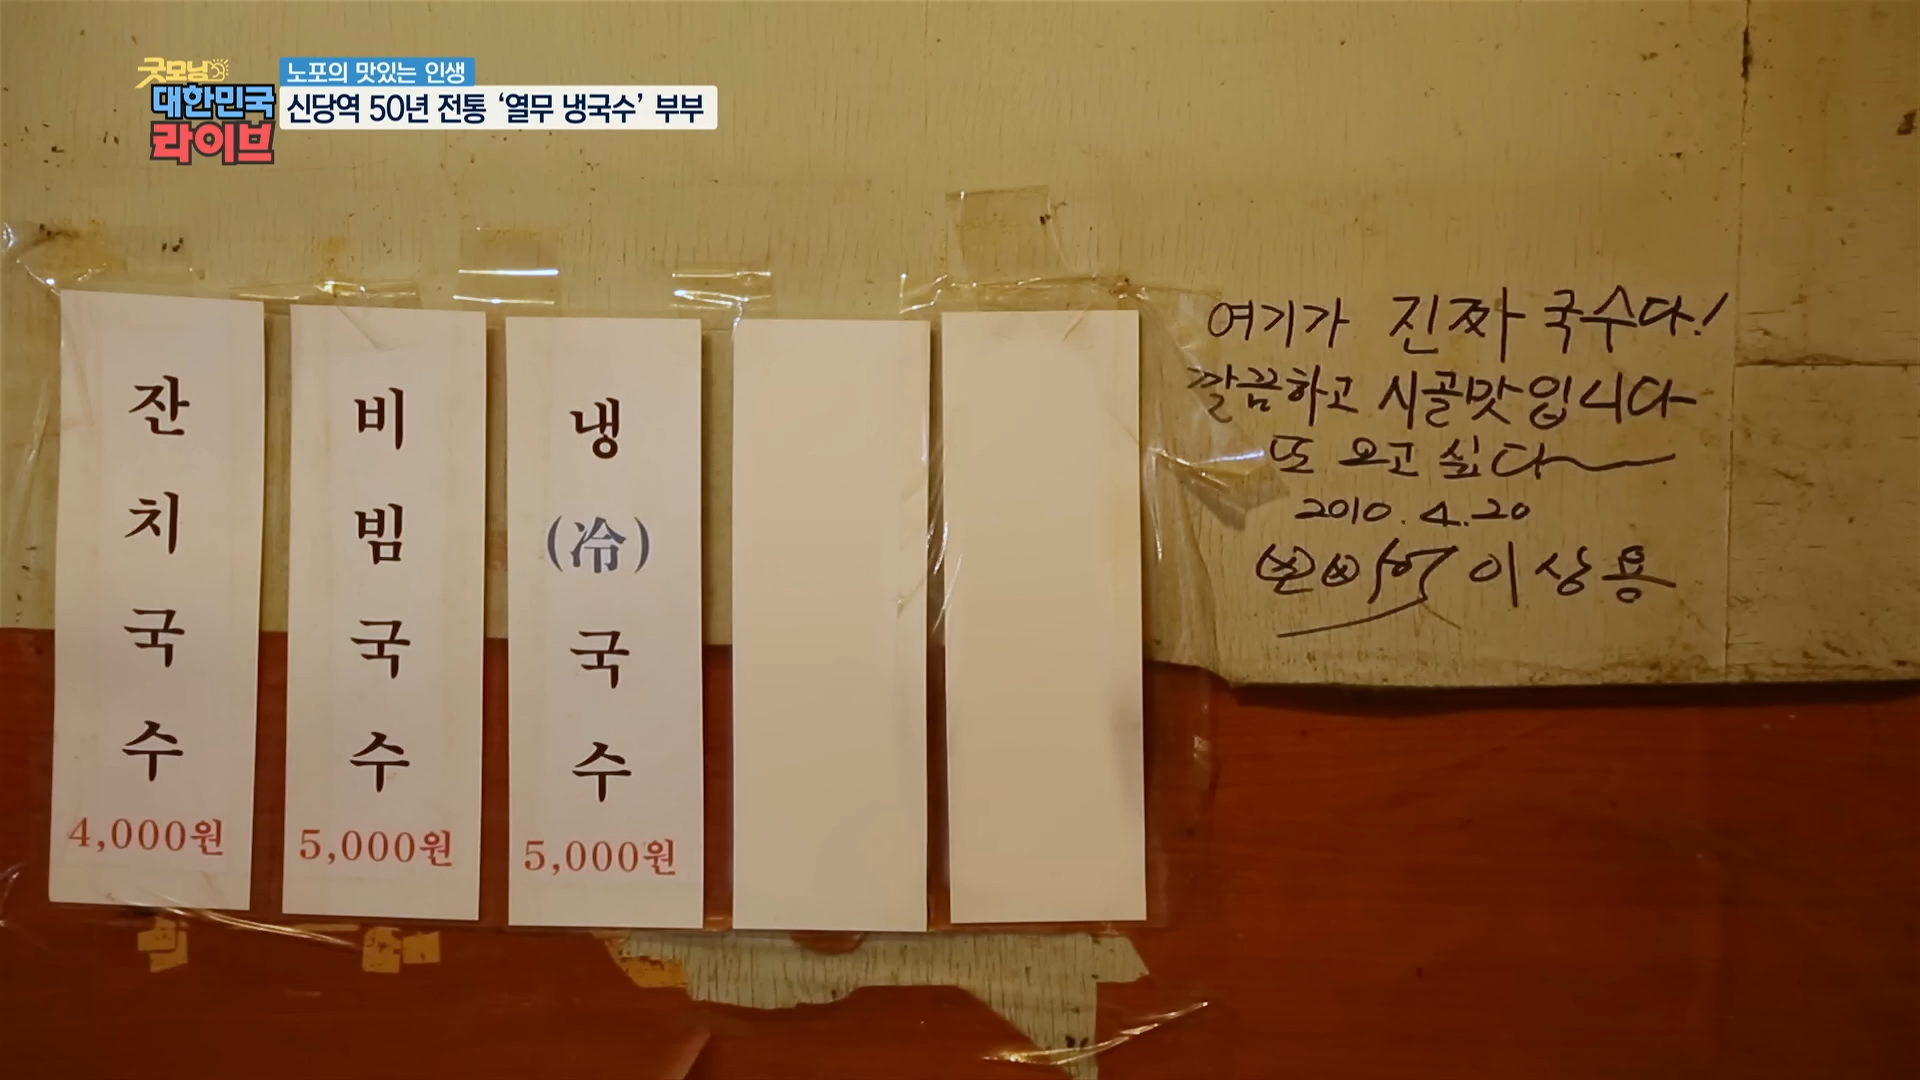 굿모닝
대한민국
라이브
노포의 맛있는 인생
신당역 50년 전통 ‘열무 냉국수’ 부부
잔치국수
4,000원
비빔국수
5,000원
냉(冷)국수
5,000원
여기가 진짜 국수다!
깔끔하고 시골맛입니다
또 오고 싶다
2010.4.20
뽀빠이 이상용